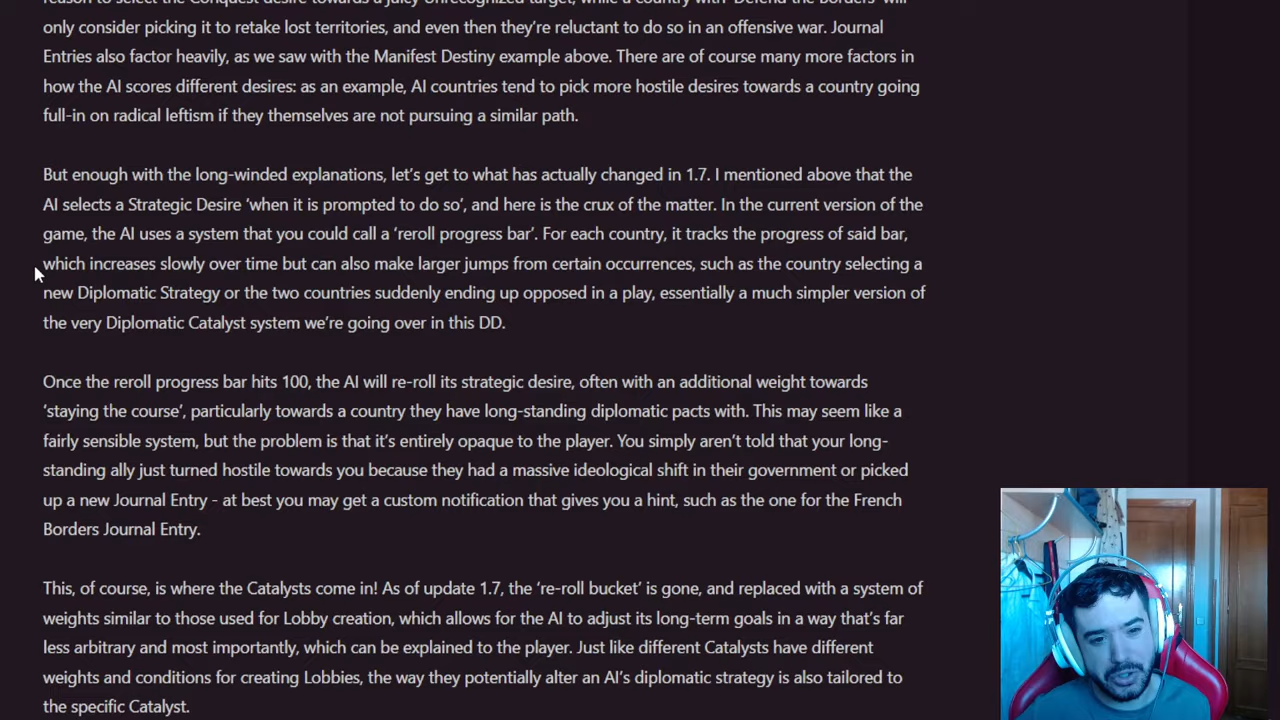 reason to select the Conquest desire towards a juicy Unrecognized target, while a country with 'Defend the Borders' will
only consider picking it to retake lost territories, and even then they're reluctant to do so in an offensive war. Journal
Entries also factor heavily, as we saw with the Manifest Destiny example above. There are of course many more factors in
how the AI scores different desires: as an example, AI countries tend to pick more hostile desires towards a country going
full-in on radical leftism if they themselves are not pursuing a similar path.
But enough with the long-winded explanations, let's get to what has actually changed in 1.7. I mentioned above that the
AI selects a Strategic Desire 'when it is prompted to do so', and here is the crux of the matter. In the current version of the
game, the AI uses a system that you could call a 'reroll progress bar'. For each country, it tracks the progress of said bar,
which increases slowly over time but can also make larger jumps from certain occurrences, such as the country selecting a
new Diplomatic Strategy or the two countries suddenly ending up opposed in a play, essentially a much simpler version of
the very Diplomatic Catalyst system we're going over in this DD.
Once the reroll progress bar hits 100, the AI will re-roll its strategic desire, often with an additional weight towards
'staying the course', particularly towards a country they have long-standing diplomatic pacts with. This may seem like a
fairly sensible system, but the problem is that it's entirely opaque to the player. You simply aren't told that your long-
standing ally just turned hostile towards you because they had a massive ideological shift in their government or picked
up a new Journal Entry - at best you may get a custom notification that gives you a hint, such as the one for the French
Borders Journal Entry.
This, of course, is where the Catalysts come in! As of update 1.7, the 're-roll bucket' is gone, and replaced with a system of
weights similar to those used for Lobby creation, which allows for the AI to adjust its long-term goals in a way that's far
less arbitrary and most importantly, which can be explained to the player. Just like different Catalysts have different
weights and conditions for creating Lobbies, the way they potentially alter an AI's diplomatic strategy is also tailored to
the specific Catalyst.